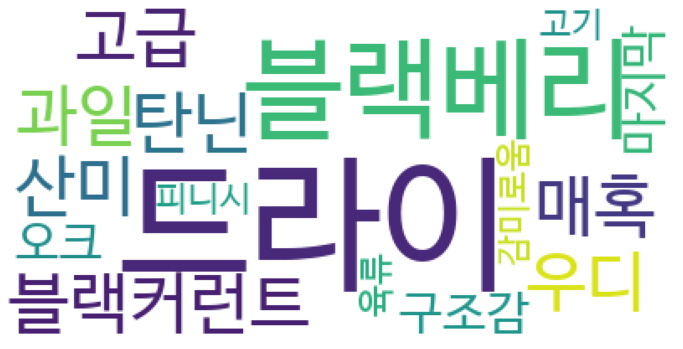 고급
블랙베리
고기
마지막
과일
탄닌
산미
드라이
피니시
감미로움
매혹
오크
우디
블랙커런트
육류
구조감